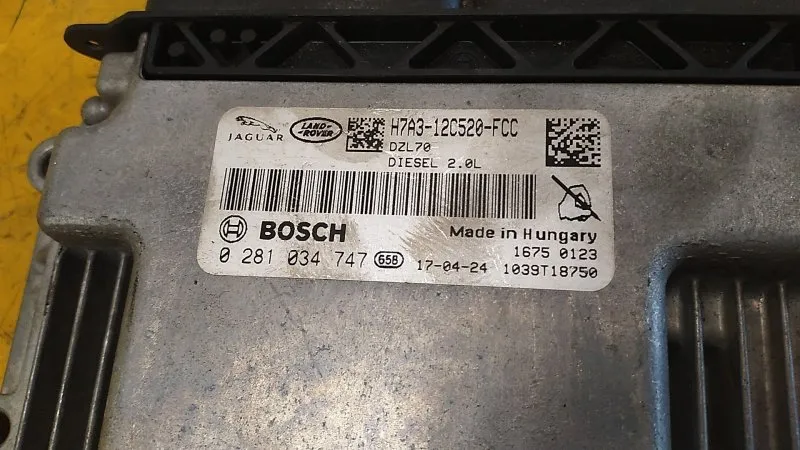 JAGUAR
LAND-
ROVER
H7A3-12C520-FCC
DZL70
DIESEL 2.0L
BOSCH
Made in Hungary
1675 0123
0 281 034 747 65B 17-04-24 1039T18750